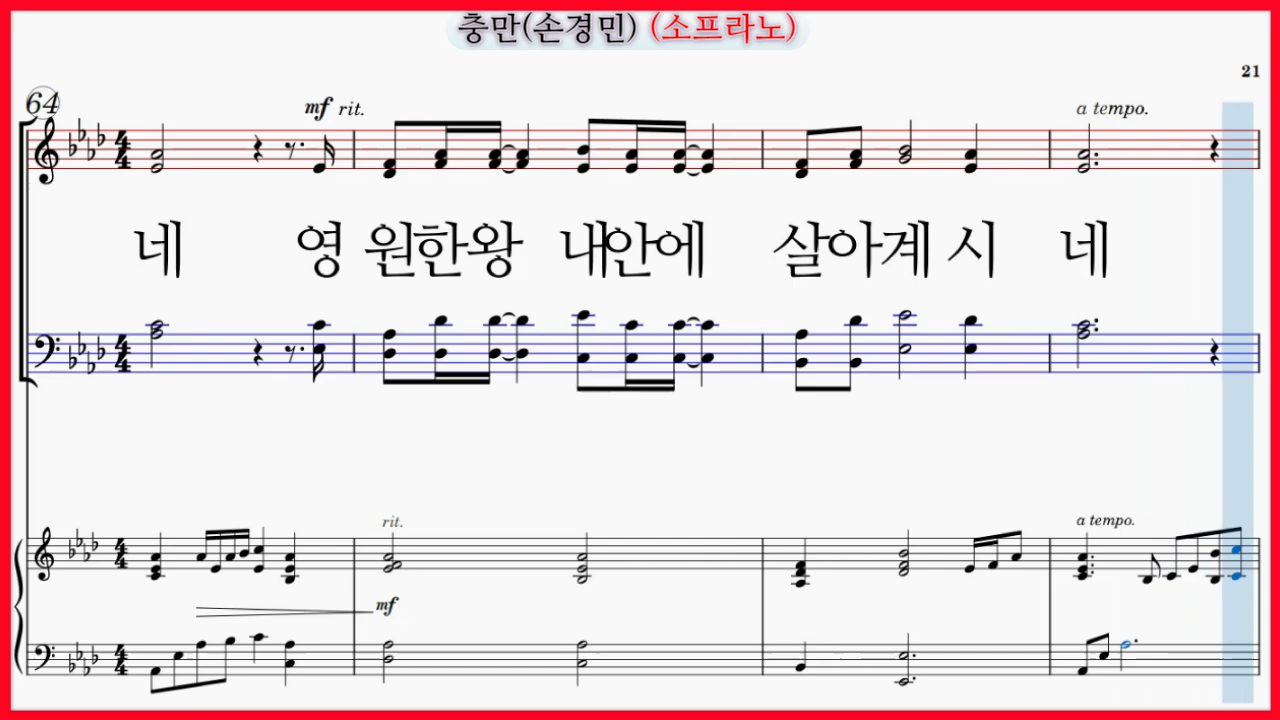 충만(손경민) (소프라노)
21
64
mf rit.
a tempo.
네 영 원한왕 내안에 살아계 시 네
rit.
a tempo.
mf